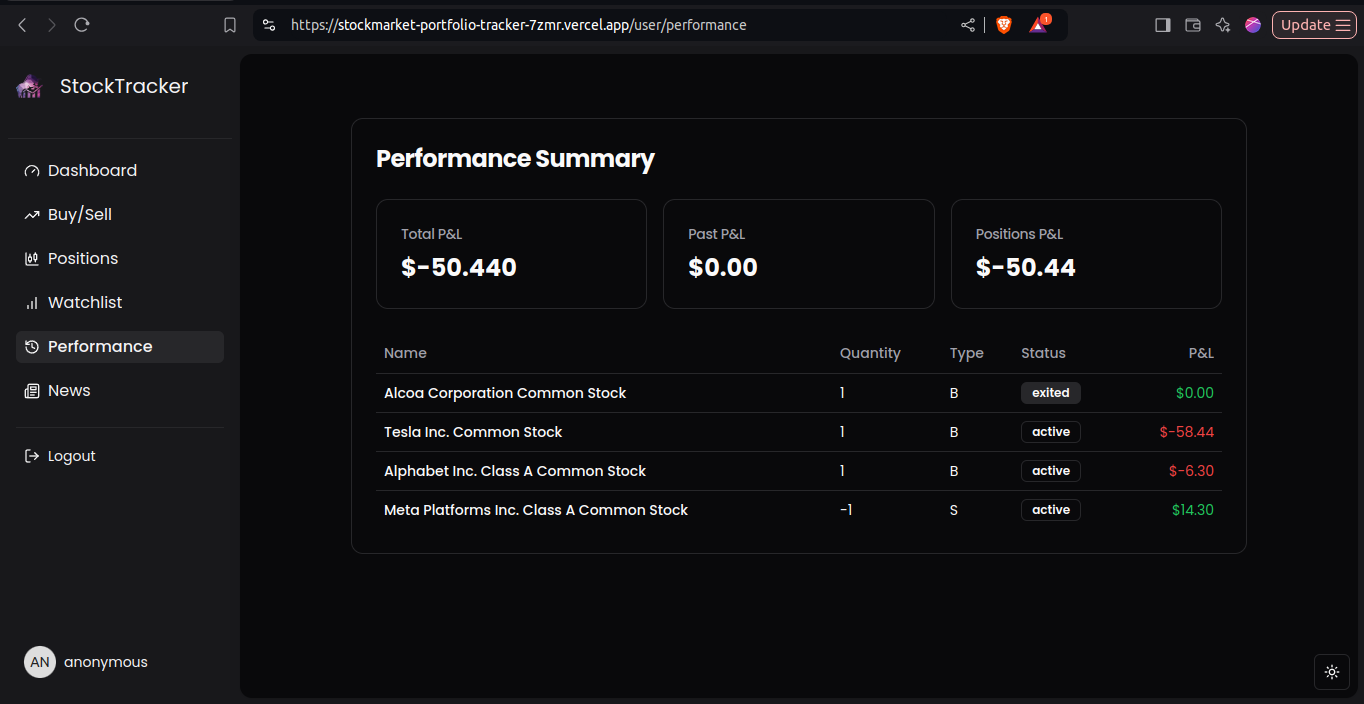 https://stockmarket-portfolio-tracker-7zmr.vercel.app/user/performance
1
Update
StockTracker
Dashboard
Buy/Sell
Positions
Watchlist
Performance
News
Logout
AN anonymous
Performance Summary
Total P&L Past P&L Positions P&L
$-50.440 $0.00 $-50.44
Name Quantity Type Status P&L
Alcoa Corporation Common Stock 1 B exited $0.00
Tesla Inc. Common Stock 1 B active $-58.44
Alphabet Inc. Class A Common Stock 1 B active $-6.30
Meta Platforms Inc. Class A Common Stock -1 S active $14.30